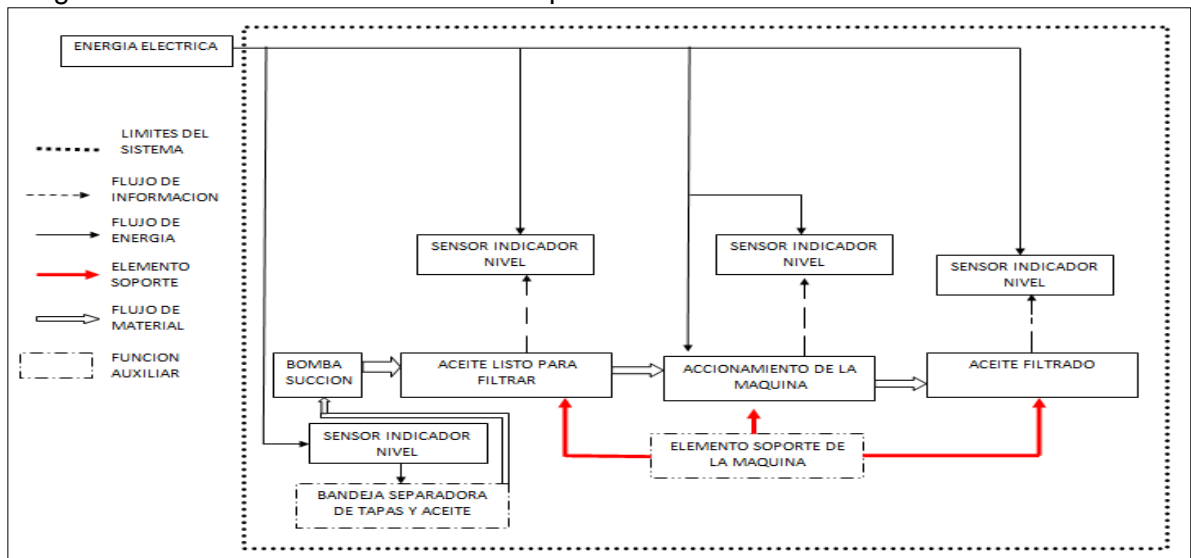 ENERGIA ELECTRICA
LIMITES DEL
SISTEMA
FLUJO DE
INFORMACION
FLUJO DE
ENERGÍA
ELEMENTO
SOPORTE
FLUJO DE
MATERIAL
FUNCION
AUXILIAR
SENSOR INDICADOR
NIVEL
SENSOR INDICADOR
NIVEL
SENSOR INDICADOR
NIVEL
BOMBA
SUCCION
ACEITE LISTO PARA
FILTRAR
ACCIONAMIENTO DE LA
MAQUINA
ACEITE FILTRADO
SENSOR INDICADOR
NIVEL
ELEMENTO SOPORTE DE
LA MAQUINA
BANDEJA SEPARADORA
DE TAPAS Y ACEITE